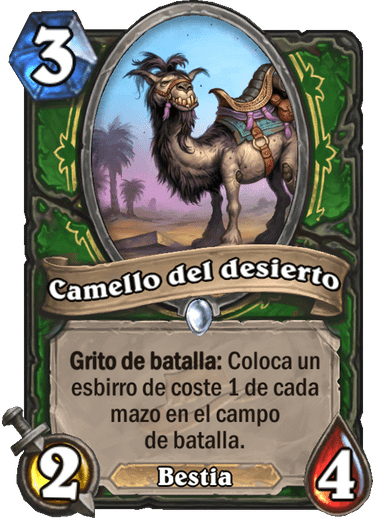 3
Camello del desierto
Grito de batalla: Coloca un
esbirro de coste 1 de cada
mazo en el campo
de batalla.
2
Bestia
4